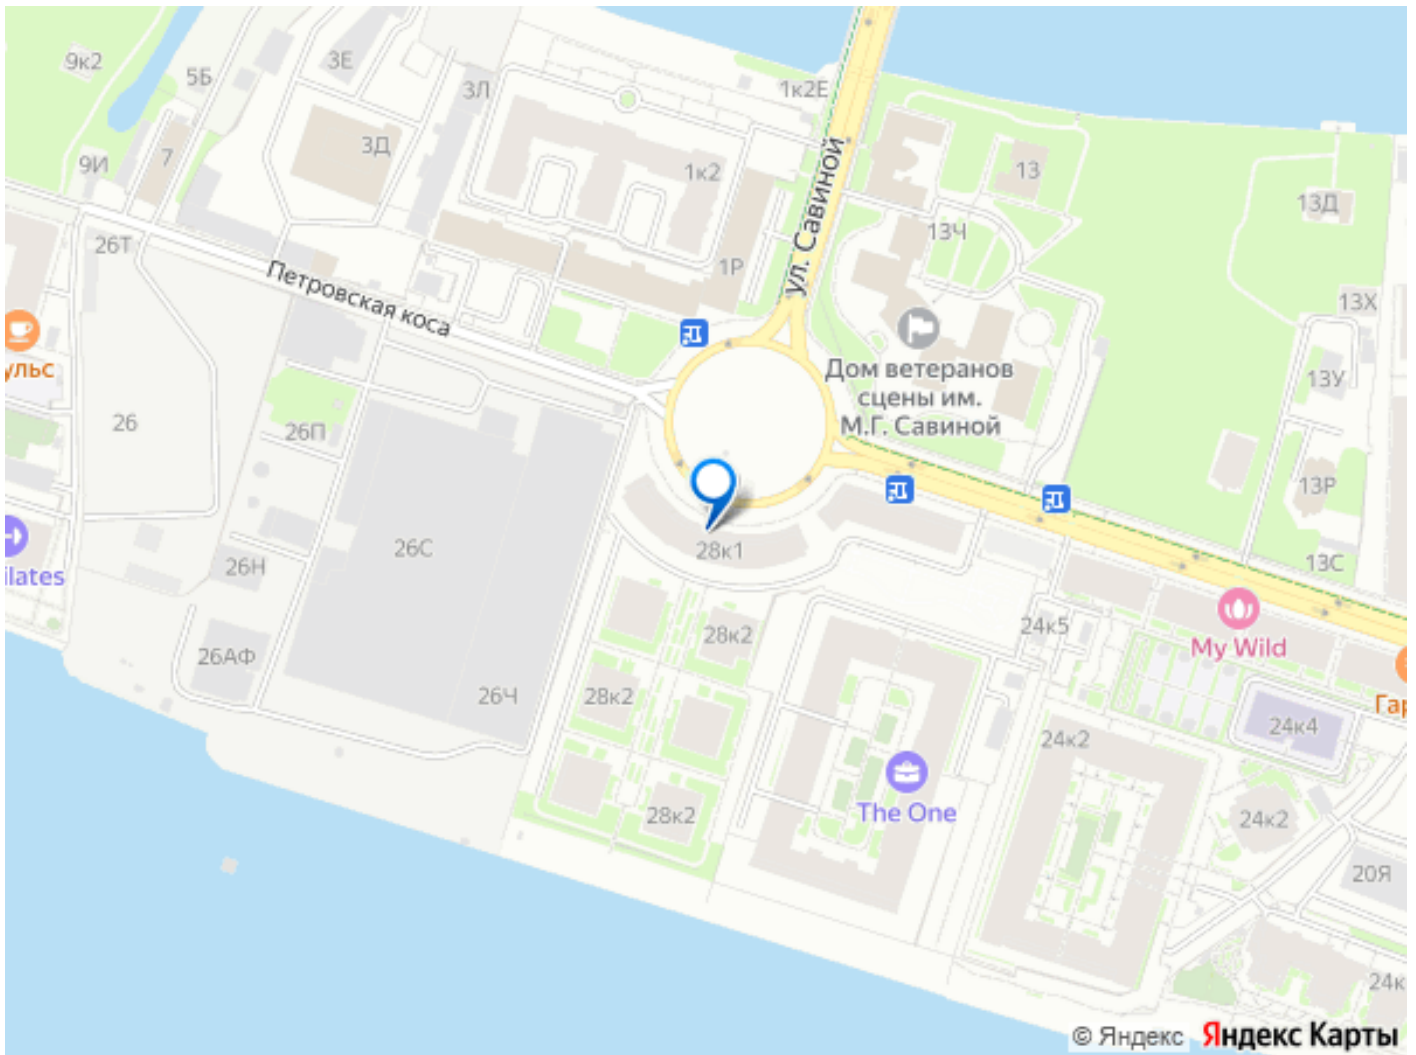 9к2
5Б
3Е
3Л
1к2Е
9И
7
3Д
1к2
ул. Савиной
13
13Д
26Т
Петровская коса
1Р
13Ч
13Х
ульс
Дом ветеранов
сцены им.
М.Г. Савиной
13У
26
26П
13Р
26С
28к1
13С
ilates
26Н
24к5
My Wild
26АФ
28к2
28к2
26Ч
24к2
24к4
Гар
28к2
The One
24к2
20Я
24к
© Яндекс Яндекс Карты